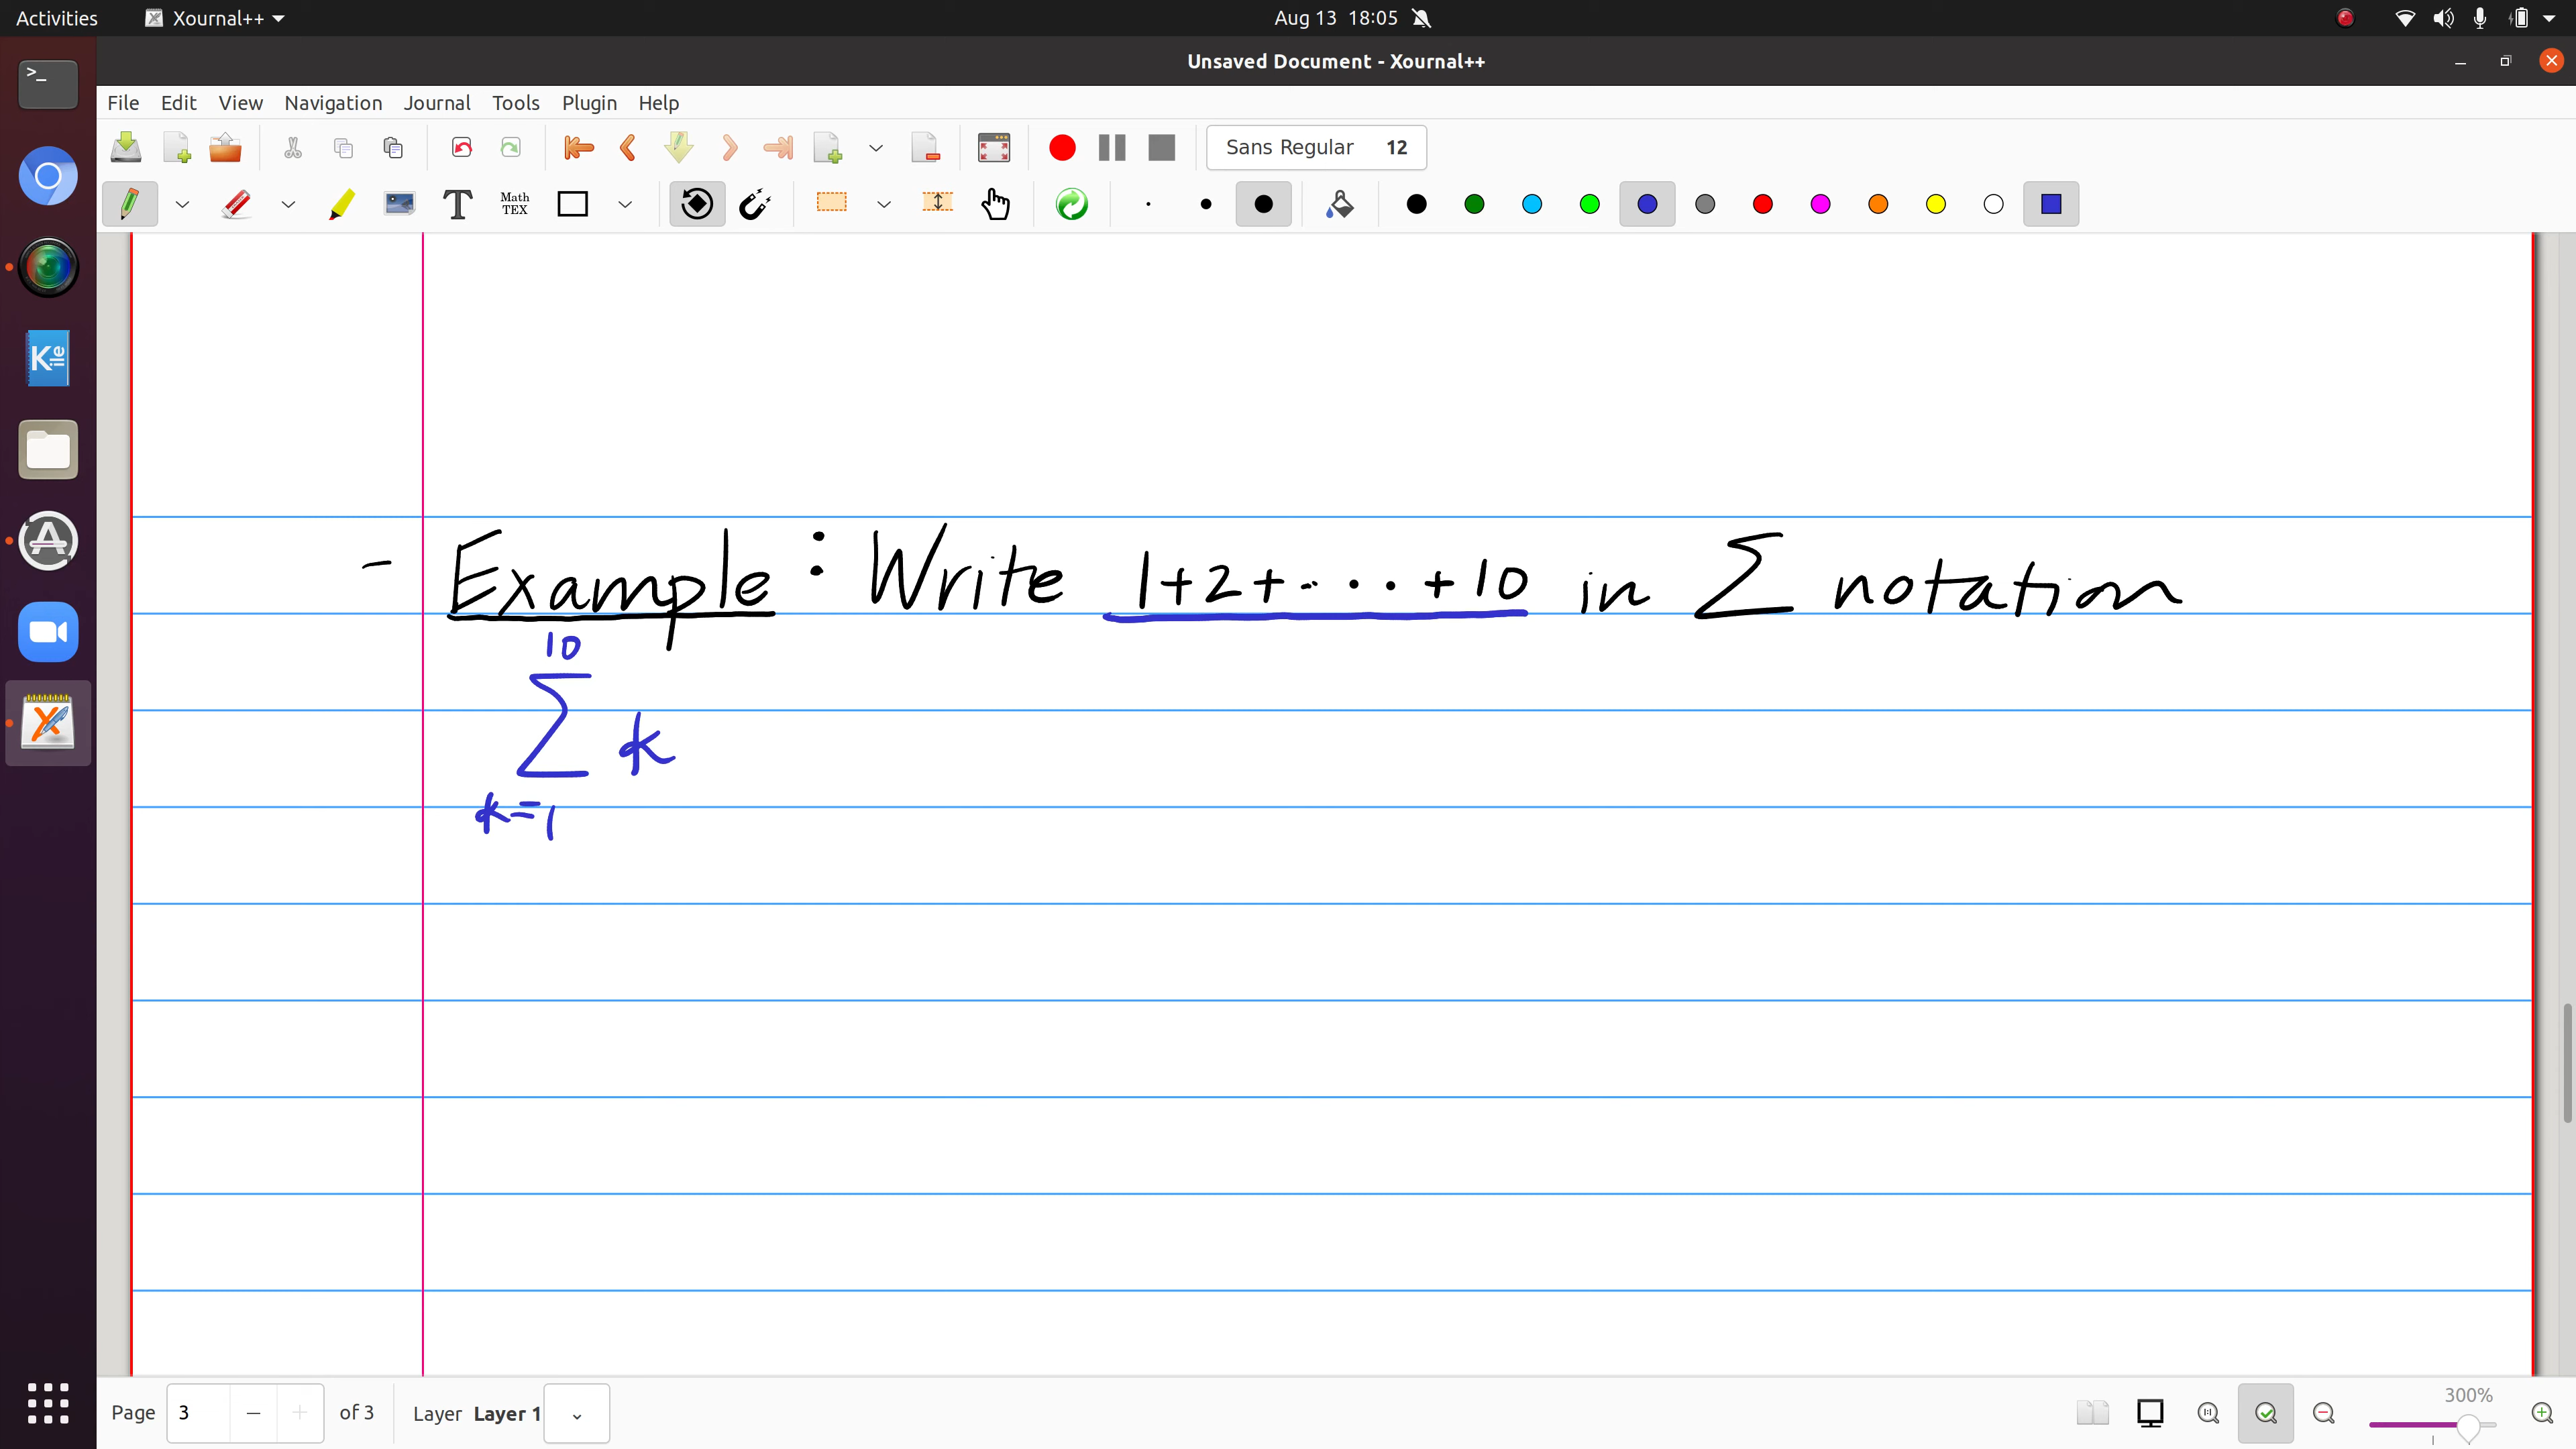 Activities Xournal++ Aug 13 18:05
Unsaved Document - Xournal++
File Edit View Navigation Journal Tools Plugin Help
Sans Regular 12
Math TEX
- Example : Write 1+2+ · · · +10 in Σ notation
10
Σ k
k=1
Page 3 of 3 Layer Layer 1 300%